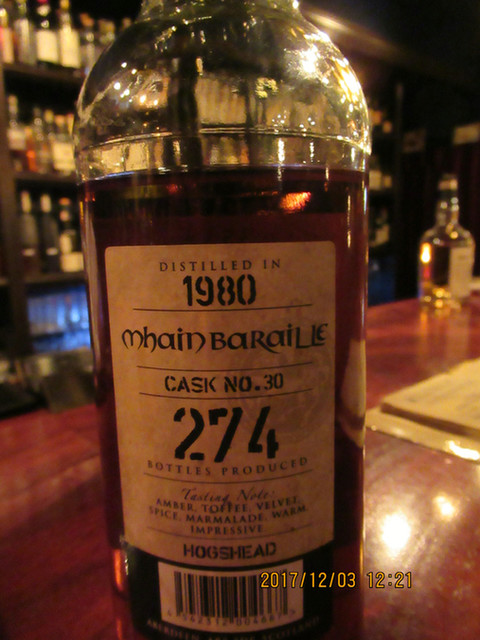 DISTILLED IN
1980
mhain baraille
CASK NO.30
274
BOTTLES PRODUCED
Tasting Note:
AMBER, TOFFEE, VELVET,
SPICE, MARMALADE, WARM,
IMPRESSIVE.
HOGSHEAD
2017/12/03 12:21